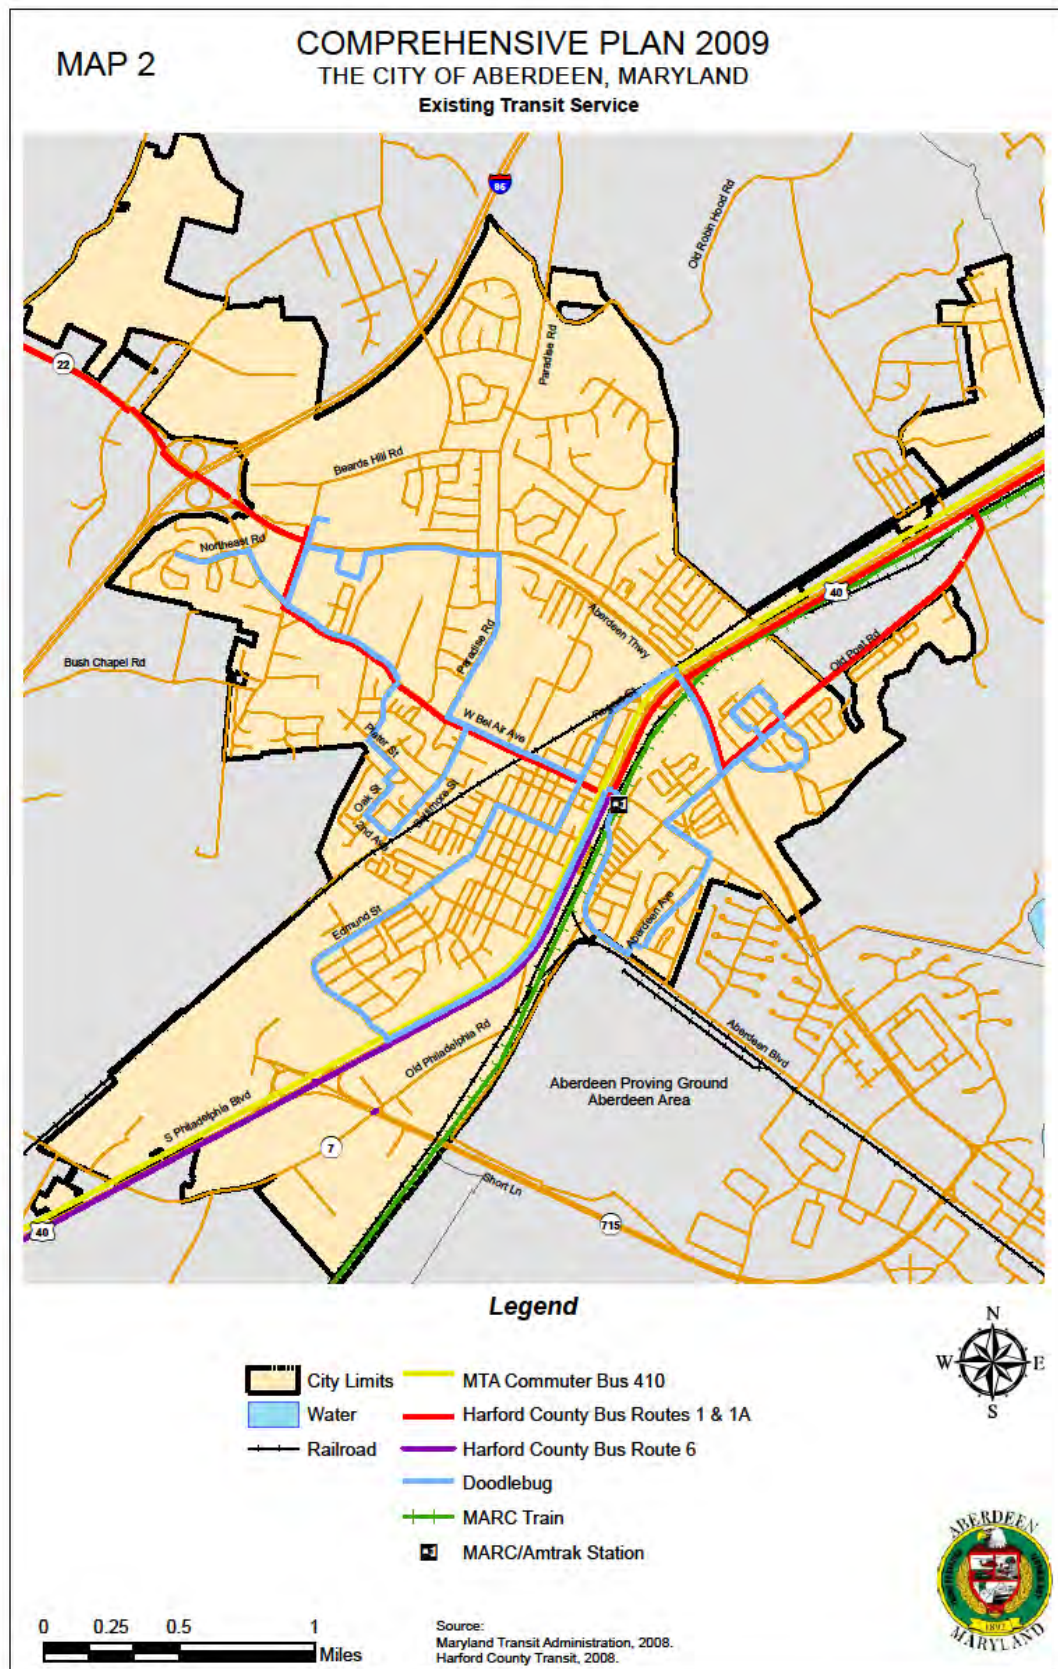 MAP 2
COMPREHENSIVE PLAN 2009
THE CITY OF ABERDEEN, MARYLAND
Existing Transit Service
95
Old Robin Hood Rd
Paradise Rd
22
Beards Hill Rd
Northeast Rd
40
Aberdeen Thwy
Old Post Rd
Paradise Rd
Bush Chapel Rd
W Bel Air Ave
Plater St
Oak St
Baltimore St
2nd Ave
Edmund St
Aberdeen Ave
Old Philadelphia Rd
Aberdeen Blvd
Aberdeen Proving Ground
Aberdeen Area
S Philadelphia Blvd
7
Short Ln
715
40
Legend
City Limits
Water
Railroad
MTA Commuter Bus 410
Harford County Bus Routes 1 & 1A
Harford County Bus Route 6
Doodlebug
MARC Train
MARC/Amtrak Station
N
W E
S
ABERDEEN
1892
MARYLAND
0 0.25 0.5 1
Miles
Source:
Maryland Transit Administration, 2008.
Harford County Transit, 2008.